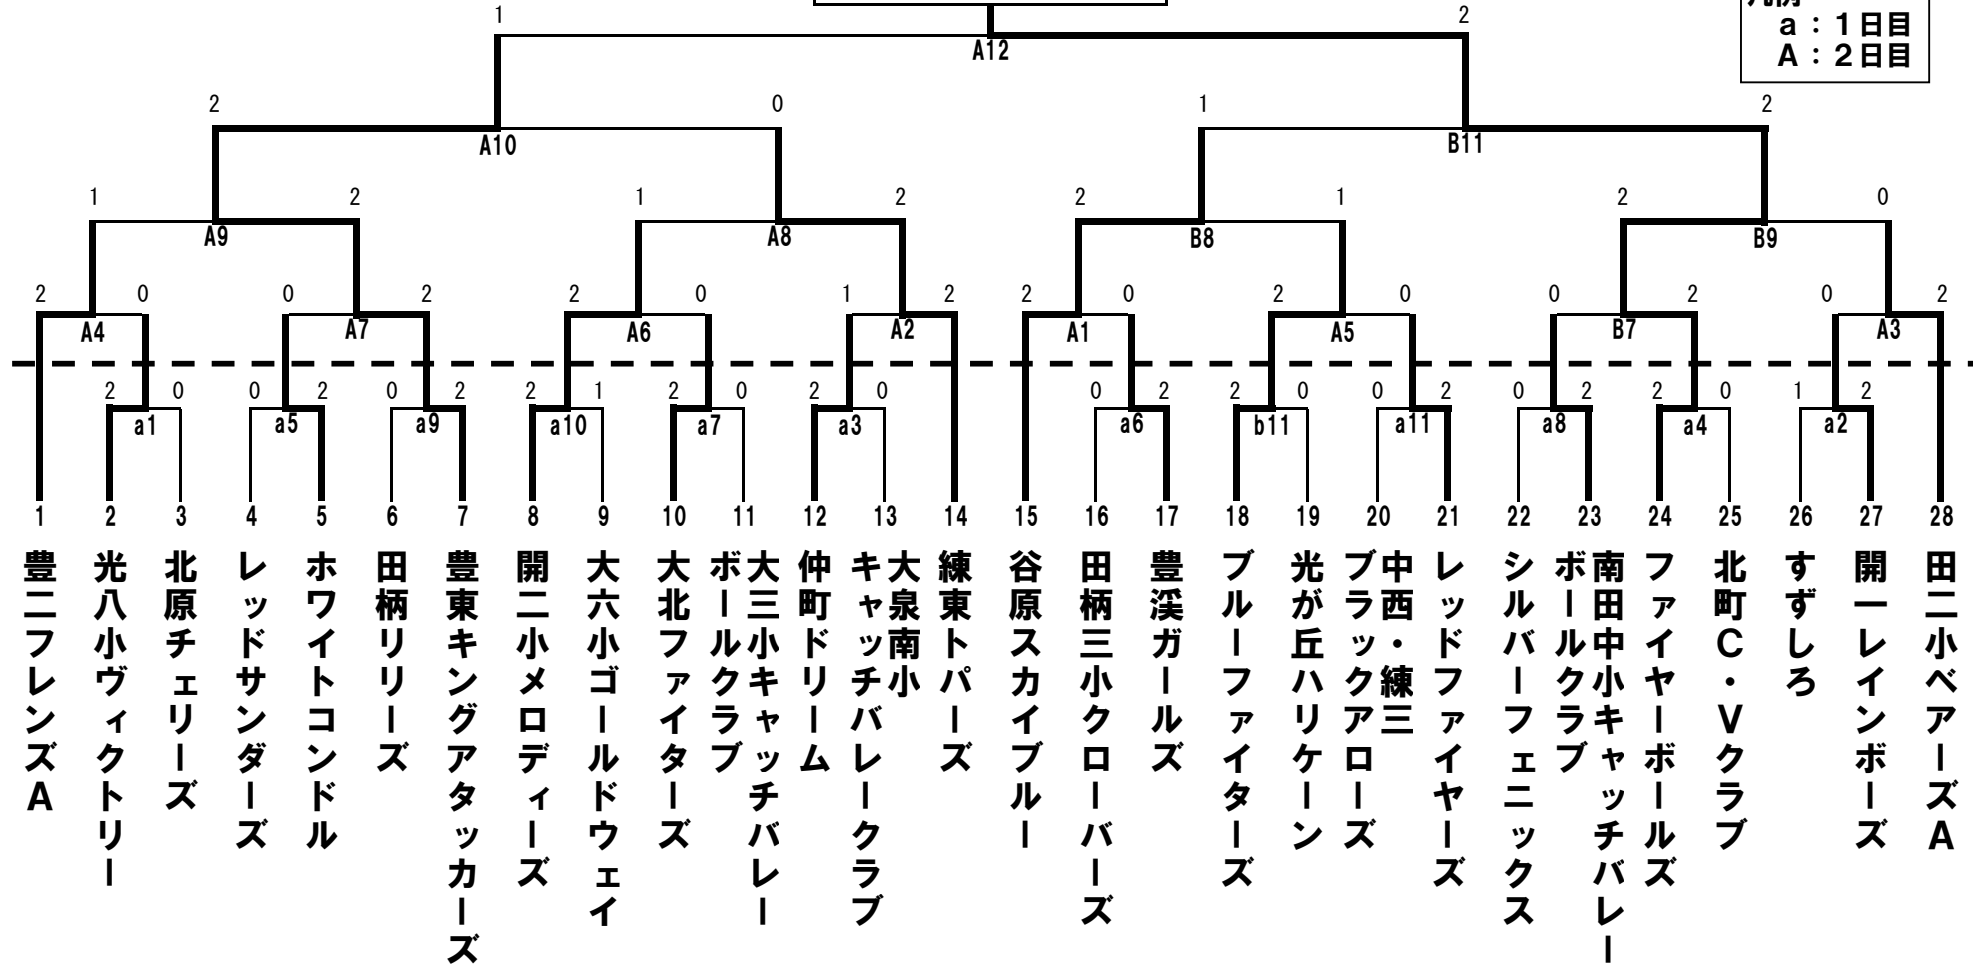 1
2
a：１日目
A12
A：２日目
2
0
1
2
A10
B11
1
2
1
2
2
1
2
0
A9
A8
B8
B9
2
0
0
2
2
0
1
2
2
0
2
0
0
2
0
2
A4
A7
A6
A2
A1
A5
B7
A3
2
0
0
2
0
2
2
1
2
0
2
0
0
2
2
0
0
2
0
2
2
0
1
2
a1
a5
a9
a10
a7
a3
a6
b11
a11
a8
a4
a2
1
2
3
4
5
6
7
8
9
10
11
12
13
14
15
16
17
18
19
20
21
22
23
24
25
26
27
28
豊二フレンズA
光八小ヴィクトリー
北原チェリーズ
レッドサンダーズ
ホワイトコンドル
田柄リリーズ
豊東キングアタッカーズ
開二小メロディーズ
大六小ゴールドウェイ
大北ファイターズ
大三小キャッチバレー
ボールクラブ
仲町ドリーム
大泉南小
キャッチバレークラブ
練東トパーズ
谷原スカイブルー
田柄三小クローバーズ
豊渓ガールズ
ブルーファイターズ
光が丘ハリケーン
中西・練三
ブラックアローズ
レッドファイヤーズ
シルバーフェニックス
南田中小キャッチバレー
ボールクラブ
ファイヤーボールズ
北町C・Vクラブ
すずしろ
開一レインボーズ
田二小ベアーズA